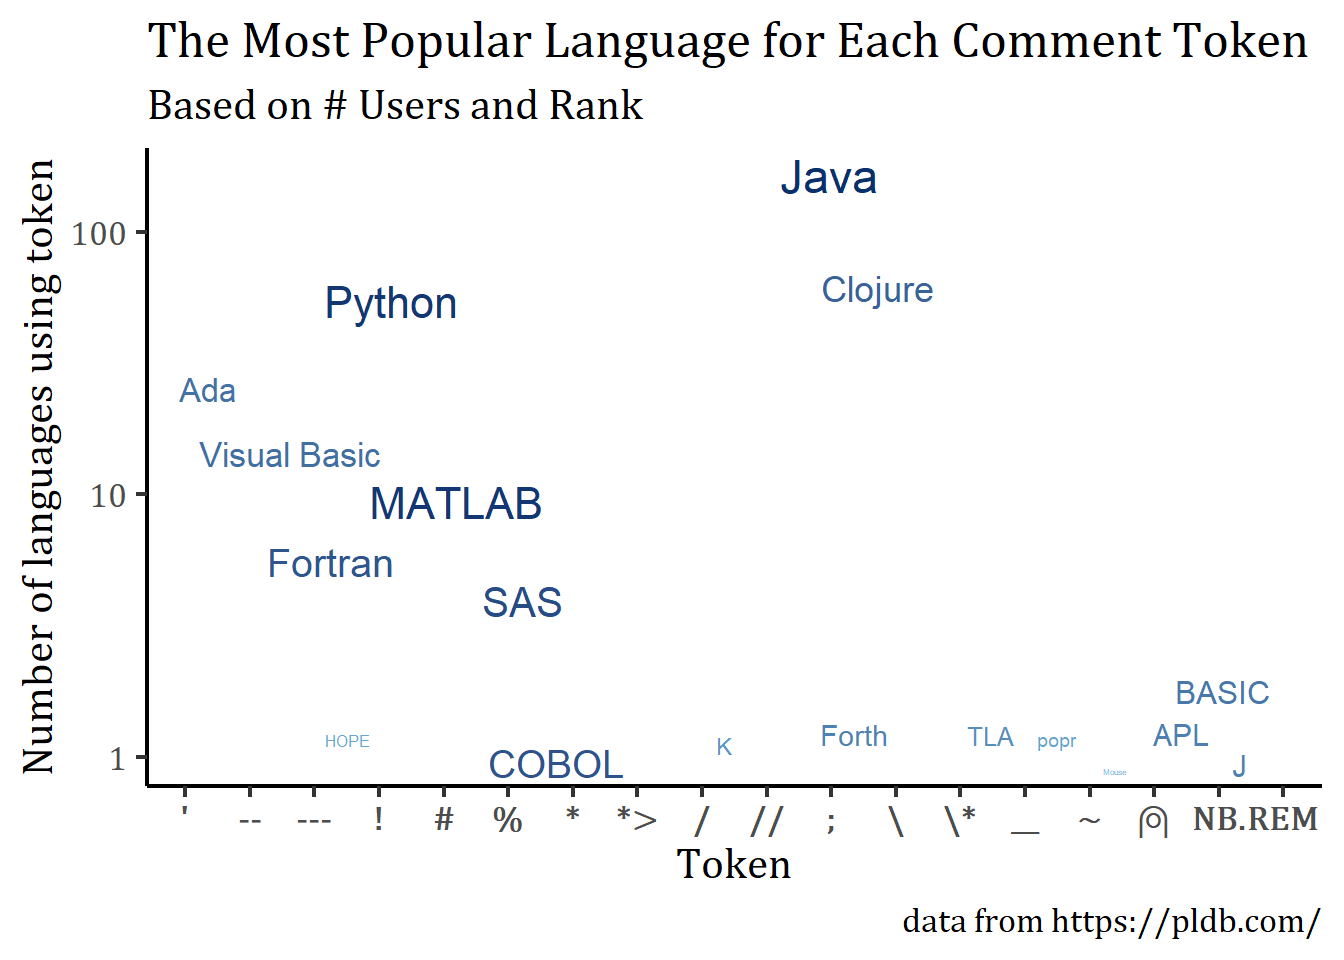 The Most Popular Language for Each Comment Token
Based on # Users and Rank
Number of languages using token
100
10
1
Java
Clojure
Python
Ada
Visual Basic
MATLAB
Fortran
SAS
BASIC
HOPE
COBOL
K
Forth
TLA
popr
Mouse
APL
J
' -- --- ! # % * *> / // ; \ \* __ ~ ⍝ NB. REM
Token
data from https://pldb.com/